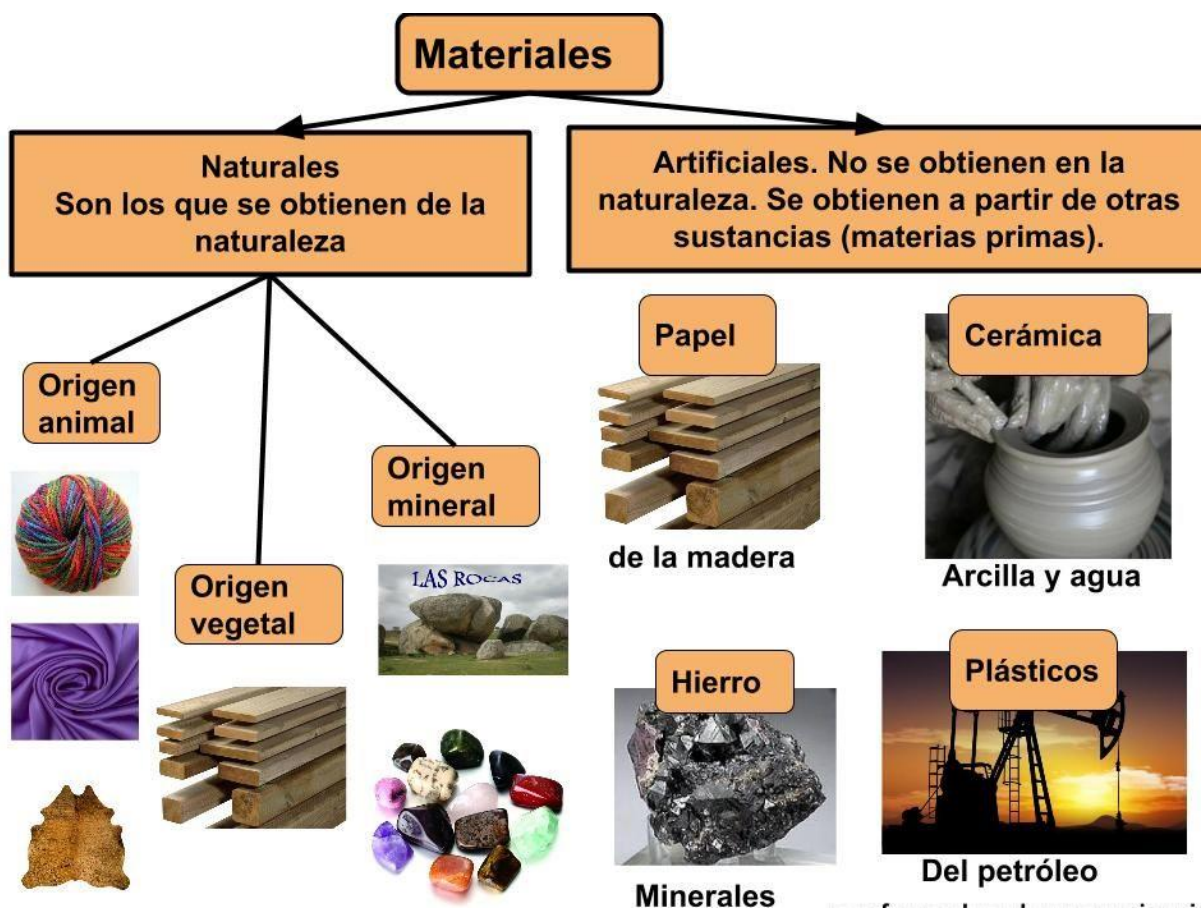 Materiales
Naturales
Son los que se obtienen de la
naturaleza
Artificiales. No se obtienen en la
naturaleza. Se obtienen a partir de otras
sustancias (materias primas).
Origen
animal
Origen
vegetal
Origen
mineral
LAS ROCAS
Papel
de la madera
Cerámica
Arcilla y agua
Hierro
Minerales
Plásticos
Del petróleo